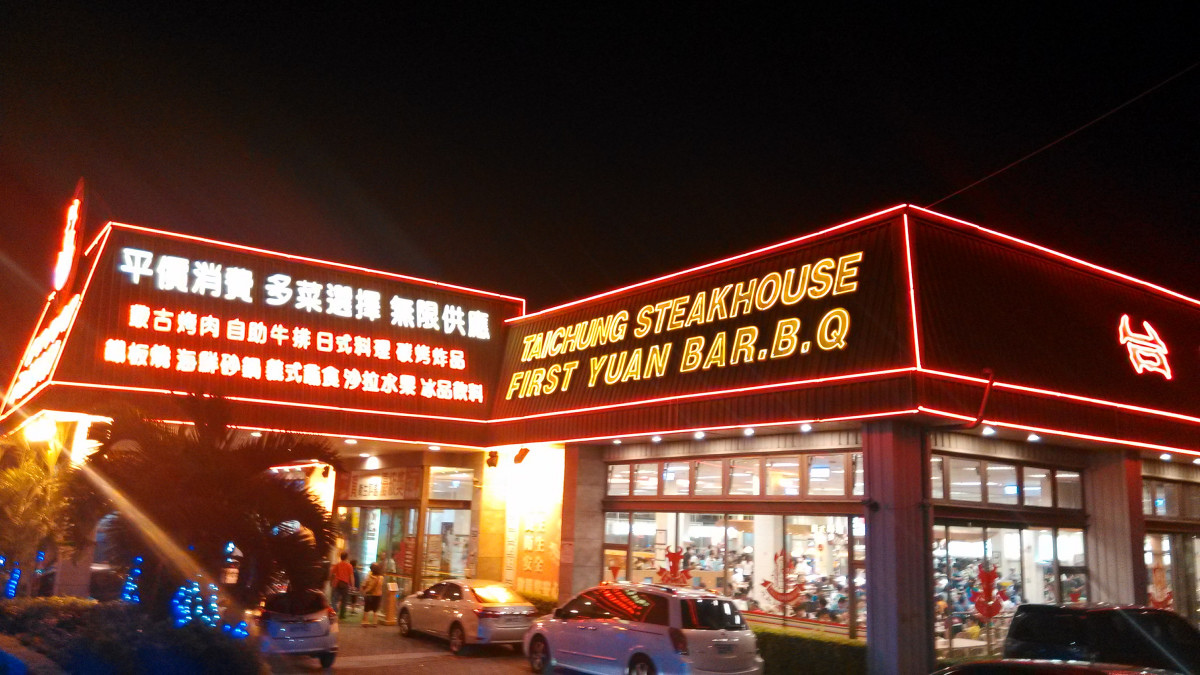 平價消費 多菜選擇 無限供應
蒙古烤肉 自助牛排 日式料理 碳烤炸品
鐵板燒 海鮮砂鍋 義式蔬食 沙拉水果 冰品飲料
TAICHUNG STEAKHOUSE
FIRST YUAN BAR.B.Q